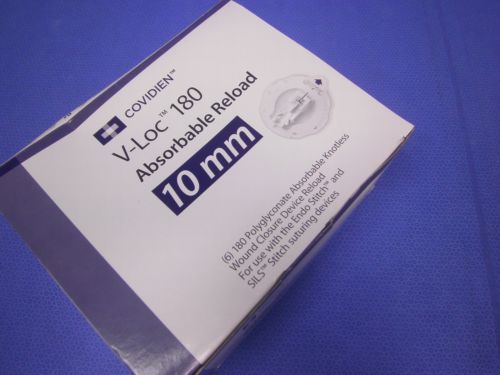 COVIDIEN™
V-LOC™ 180
Absorbable Reload
10 mm
(6) 180 Polyglyconate Absorbable Knotless
Wound Closure Device Reload
For use with the Endo Stitch™ and
SILS™ Stitch suturing devices